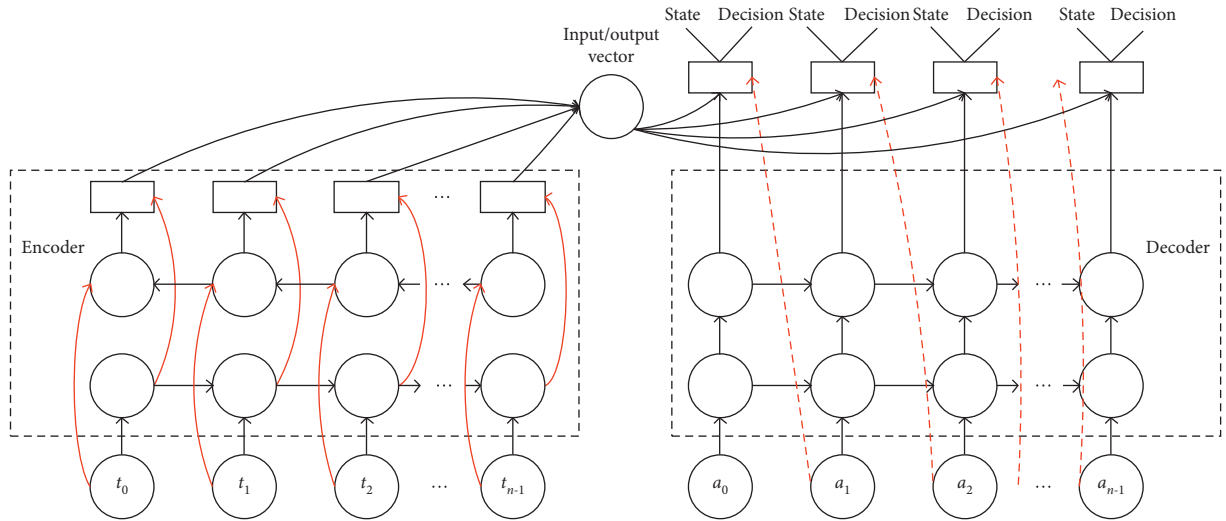 State Decision State Decision State Decision State Decision
Input/output
vector
...
Encoder
Decoder
... ...
... ...
t0 t1 t2 ... tn-1 a0 a1 a2 ... an-1